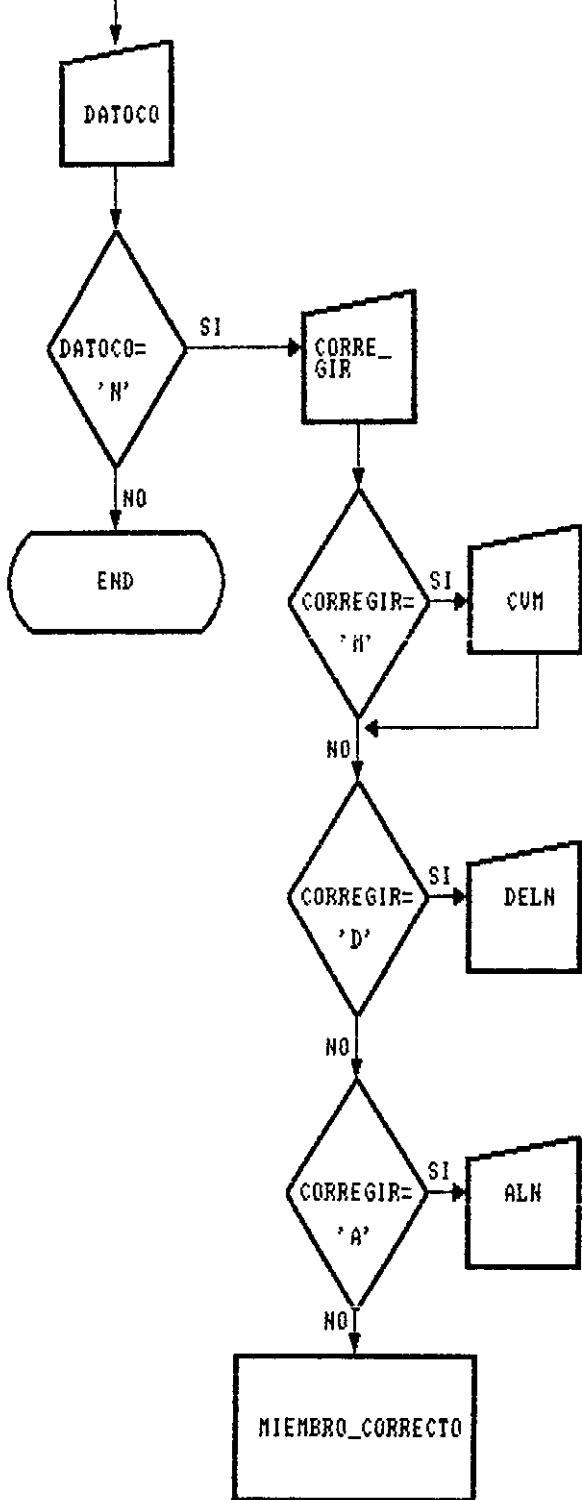 DATOCO
DATOCO=
'N'
SI
CORRE_
GIR
NO
END
CORREGIR=
'M'
SI
CVM
NO
CORREGIR=
'D'
SI
DELN
NO
CORREGIR=
'A'
SI
ALN
NO
MIEMBRO_CORRECTO